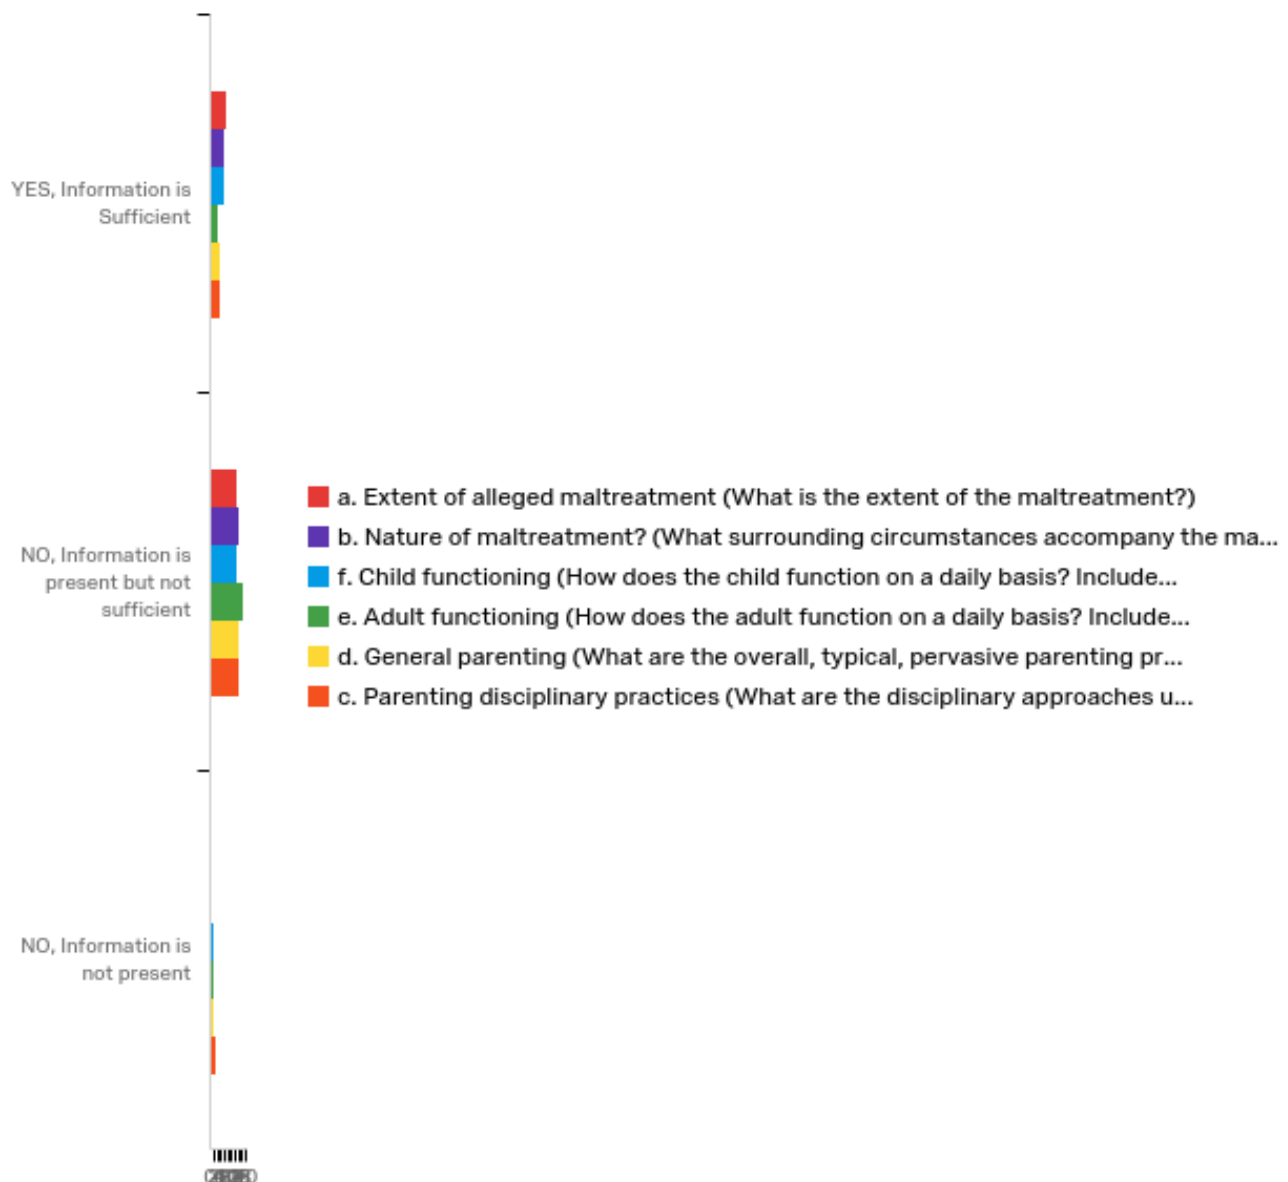 YES, Information is
Sufficient
NO, Information is
present but not
sufficient
a. Extent of alleged maltreatment (What is the extent of the maltreatment?)
b. Nature of maltreatment? (What surrounding circumstances accompany the ma...
f. Child functioning (How does the child function on a daily basis? Include...
e. Adult functioning (How does the adult function on a daily basis? Include...
d. General parenting (What are the overall, typical, pervasive parenting pr...
c. Parenting disciplinary practices (What are the disciplinary approaches u...
NO, Information is
not present